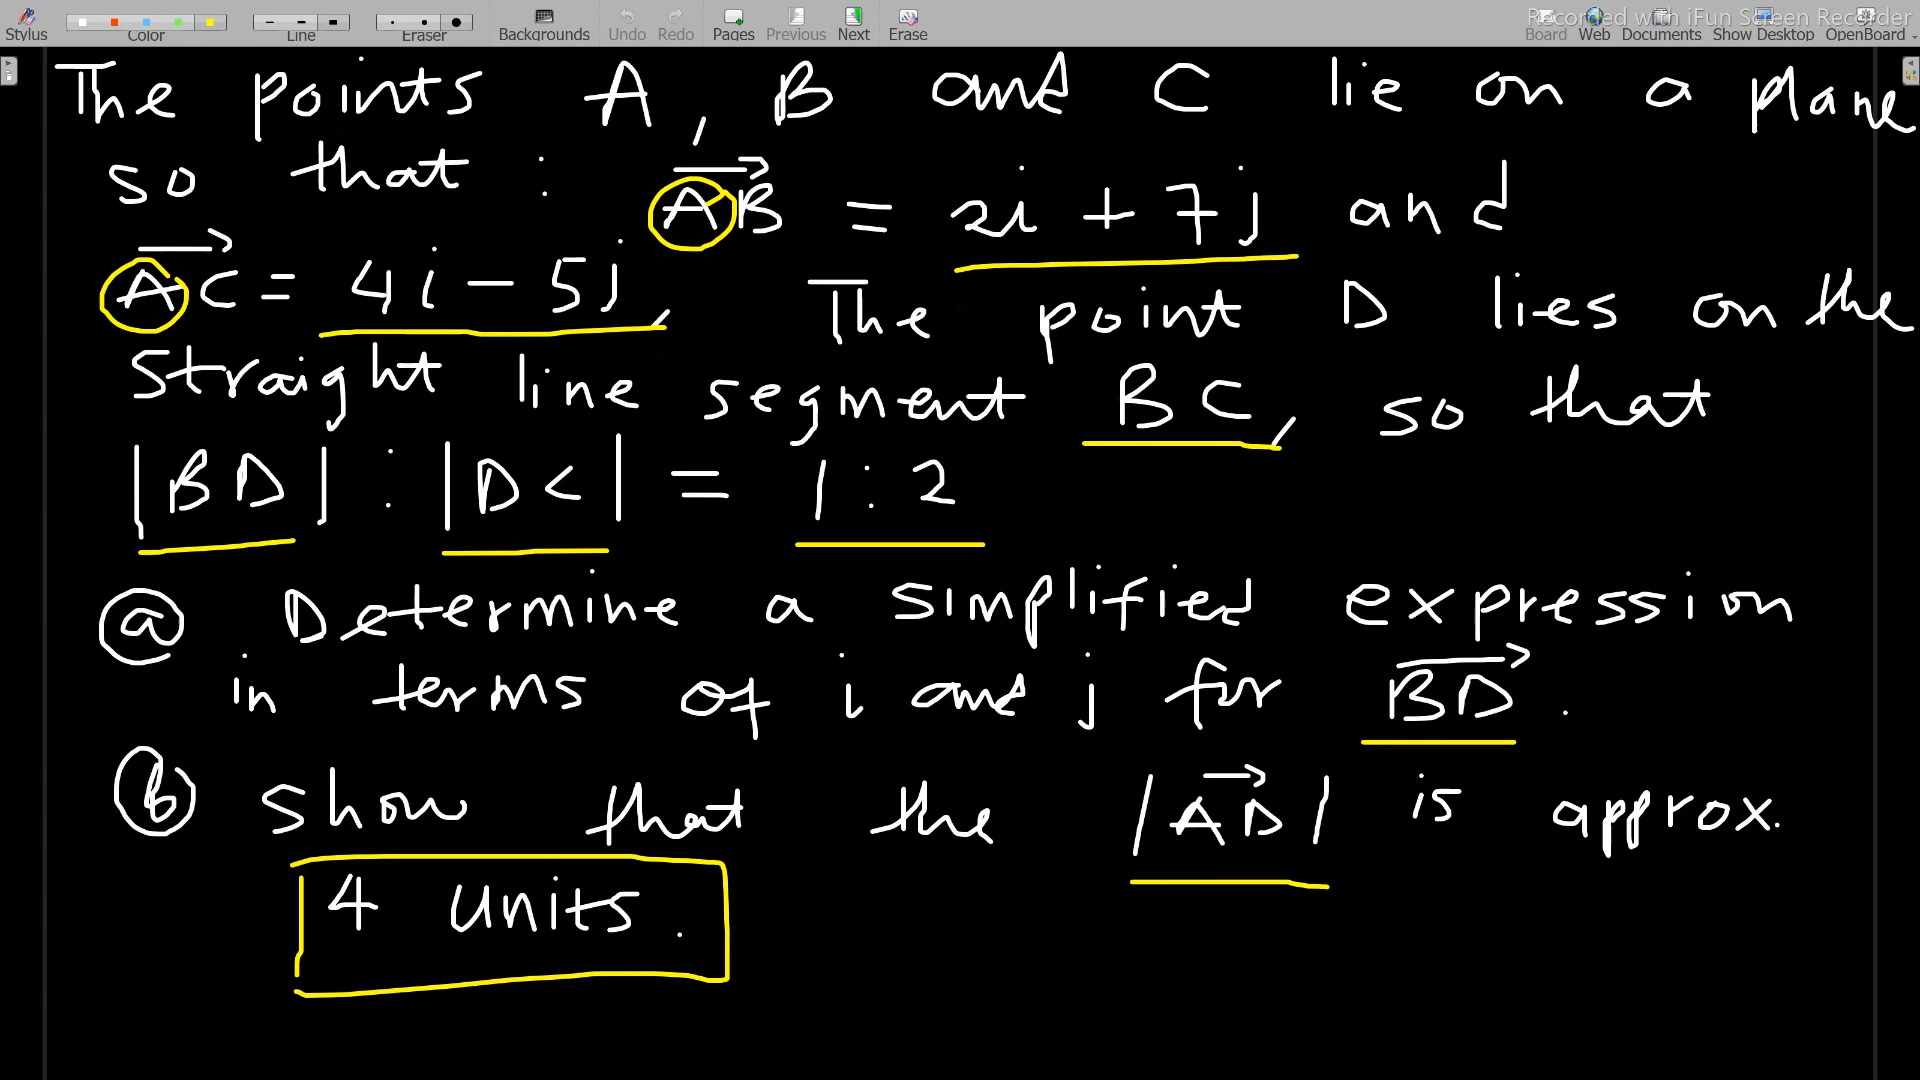 Recorded with iFun Screen Recorder
Stylus Color Line Eraser Backgrounds Undo Redo Pages Previous Next Erase Board Web Documents Show Desktop OpenBoard
The points A, B and C lie on a plane
so that : AB = 2i + 7j and
AC = 4i - 5j, The point D lies on the
straight line segment BC, so that
|BD| : |DC| = 1 : 2
(a) Determine a simplified expression
in terms of i and j for BD.
(b) show that the |AD| is approx.
4 units.